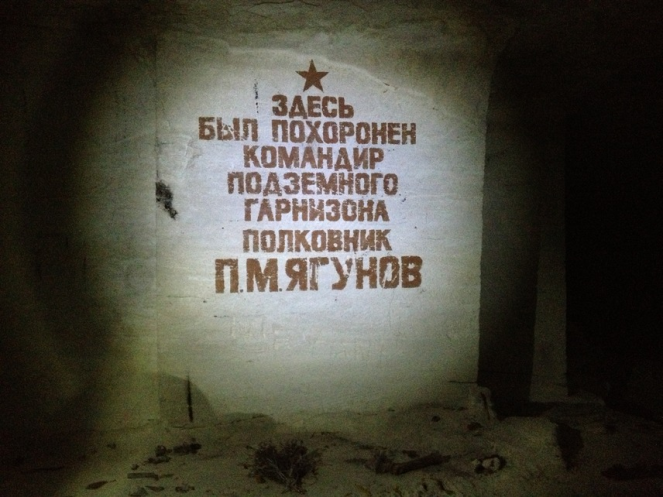 ЗДЕСЬ
БЫЛ ПОХОРОНЕН
КОМАНДИР
ПОДЗЕМНОГО
ГАРНИЗОНА
ПОЛКОВНИК
П.М.ЯГУНОВ